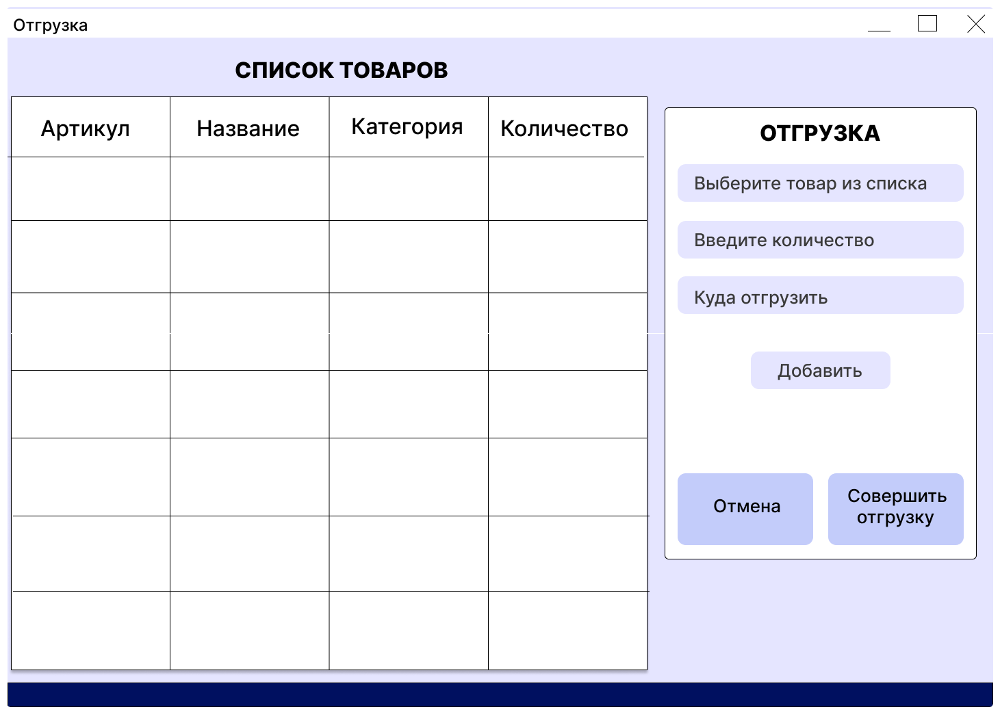 Отгрузка
СПИСОК ТОВАРОВ
Артикул
Название
Категория
Количество
ОТГРУЗКА
Выберите товар из списка
Введите количество
Куда отгрузить
Добавить
Отмена
Совершить
отгрузку